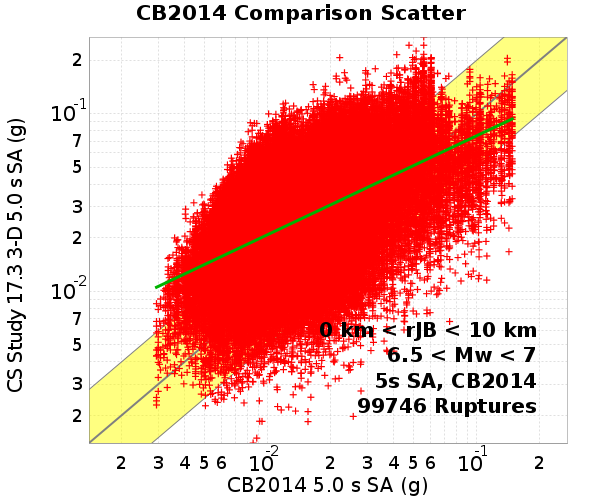 CB2014 Comparison Scatter
CS Study 17.3 3-D 5.0 s SA (g)
2
10-1
7
5
3
2
10-2
7
5
3
2
0 km < rJB < 10 km
6.5 < Mw < 7
5s SA, CB2014
99746 Ruptures
2 3 4 5 6 10-2 2 3 4 5 6 10-1 2
CB2014 5.0 s SA (g)